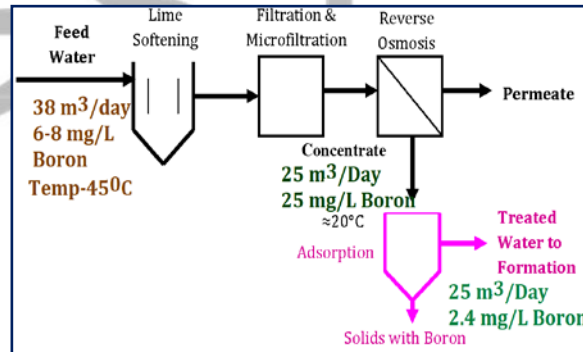 Lime
Softening
Filtration &
Microfiltration
Reverse
Osmosis
Feed
Water
38 m³/day
6-8 mg/L
Boron
Temp-45⁰C
Permeate
Concentrate
25 m³/Day
25 mg/L Boron
≈20°C
Adsorption
Treated
Water to
Formation
25 m³/Day
2.4 mg/L Boron
Solids with Boron